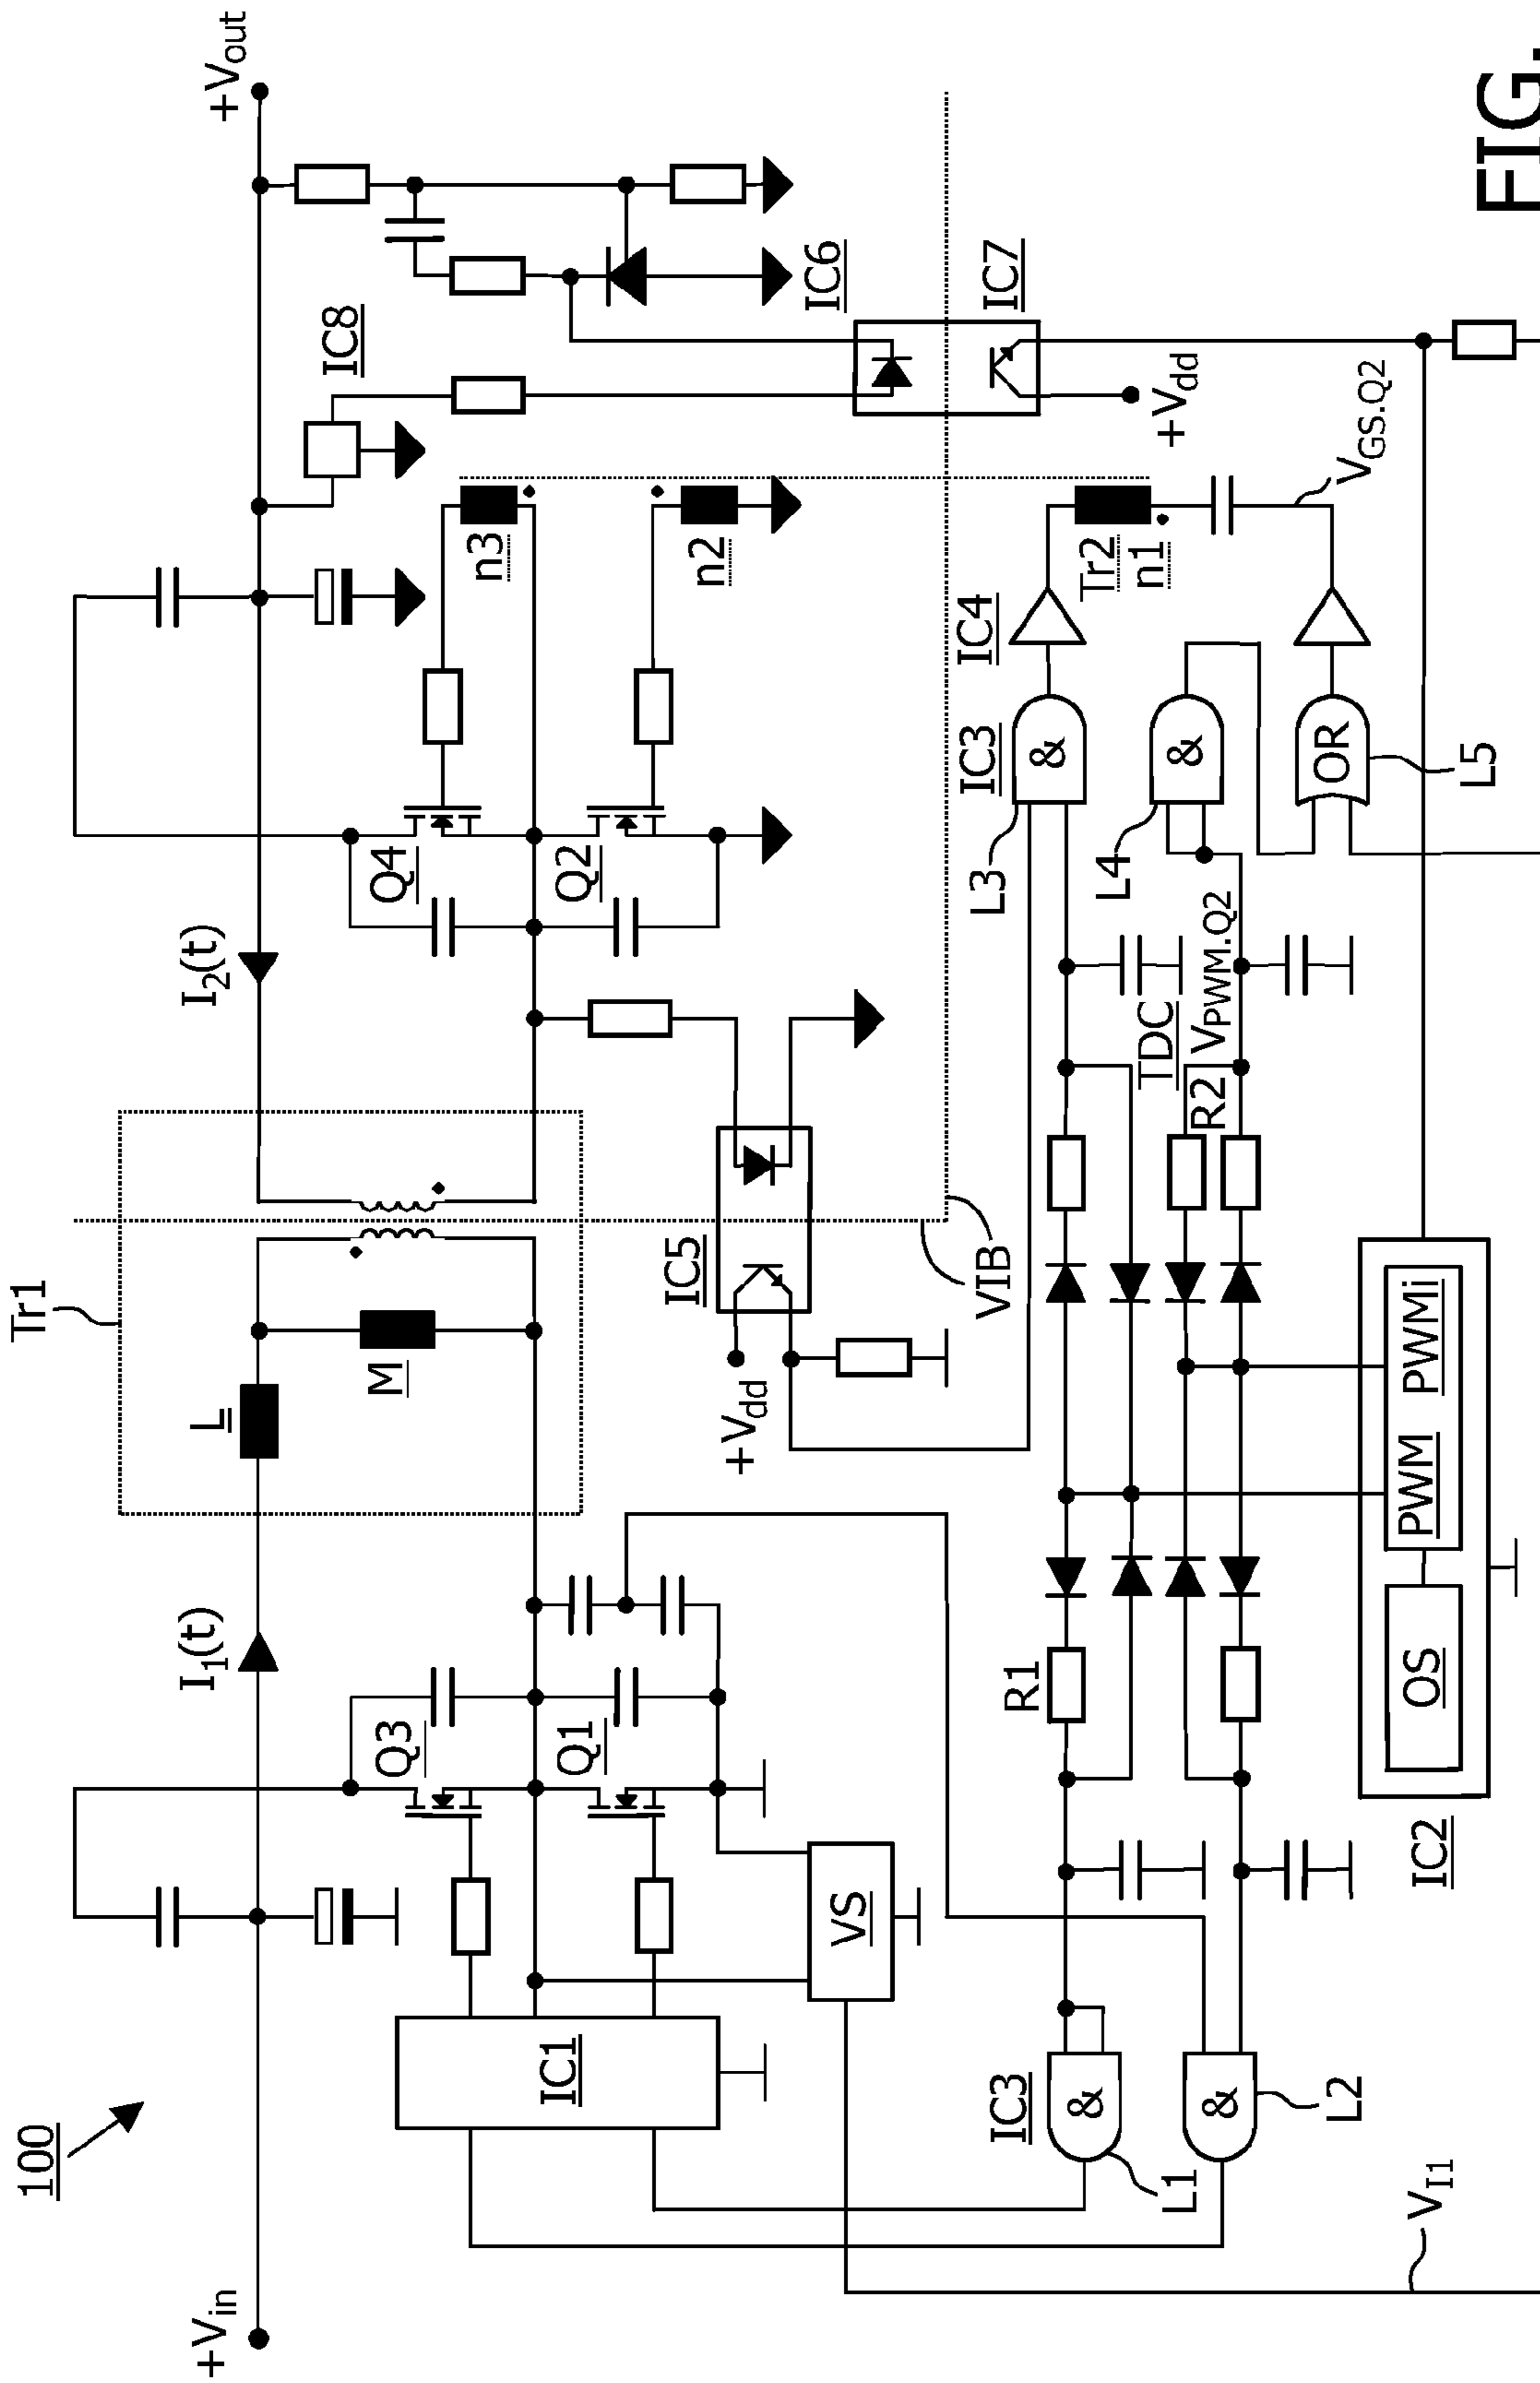 100
+Vin
I1(t)
Tr1
L
M
I2(t)
+Vout
IC8
Q3
Q1
Q4
Q2
n3
n2
IC6
IC1
VS
IC5
+Vdd
VIB
IC7
+Vdd
IC3
&
L1
&
L2
R1
R2
TDC
VPWM.Q2
L3
IC3
&
L4
&
OR
L5
IC4
Tr2
n1
VGS.Q2
VI1
IC2
OS
PWM
PWMi
FIG.